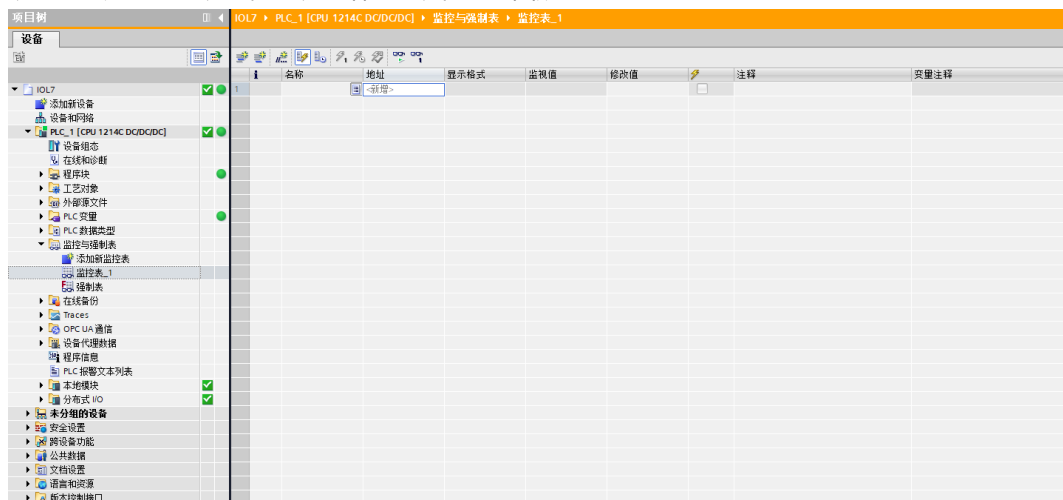 项目树
IOL7 ▸ PLC_1 [CPU 1214C DC/DC/DC] ▸ 监控与强制表 ▸ 监控表_1
设备
i 名称 地址 显示格式 监视值 修改值 注释 变量注释
1 <新增>
IOL7
添加新设备
设备和网络
PLC_1 [CPU 1214C DC/DC/DC]
设备组态
在线和诊断
程序块
工艺对象
外部源文件
PLC 变量
PLC 数据类型
监控与强制表
添加新监控表
监控表_1
强制表
在线备份
Traces
OPC UA 通信
设备代理数据
程序信息
PLC 报警文本列表
本地模块
分布式 I/O
未分组的设备
安全设置
跨设备功能
公共数据
文档设置
语言和资源
版本控制接口